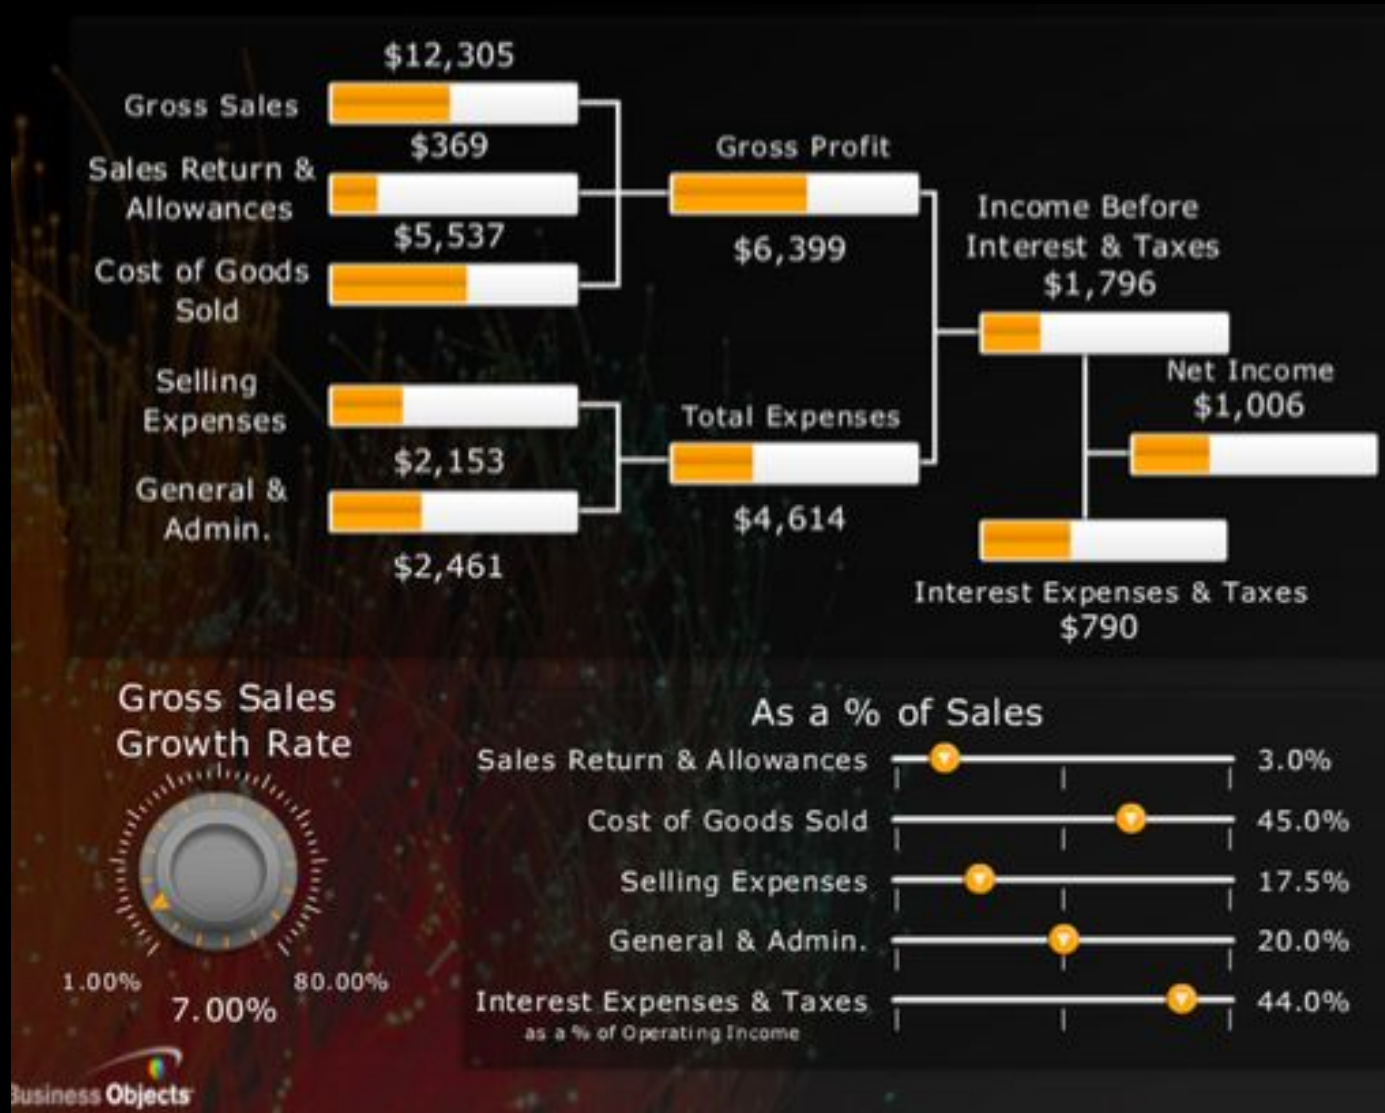 $12,305
Gross Sales
$369
Sales Return &
Allowances
$5,537
Cost of Goods
Sold
Gross Profit
$6,399
Income Before
Interest & Taxes
$1,796
Selling
Expenses
$2,153
General &
Admin.
$2,461
Total Expenses
$4,614
Net Income
$1,006
Interest Expenses & Taxes
$790
Gross Sales
Growth Rate
1.00%
80.00%
7.00%
As a % of Sales
Sales Return & Allowances 3.0%
Cost of Goods Sold 45.0%
Selling Expenses 17.5%
General & Admin. 20.0%
Interest Expenses & Taxes 44.0%
as a % of Operating Income
Business Objects